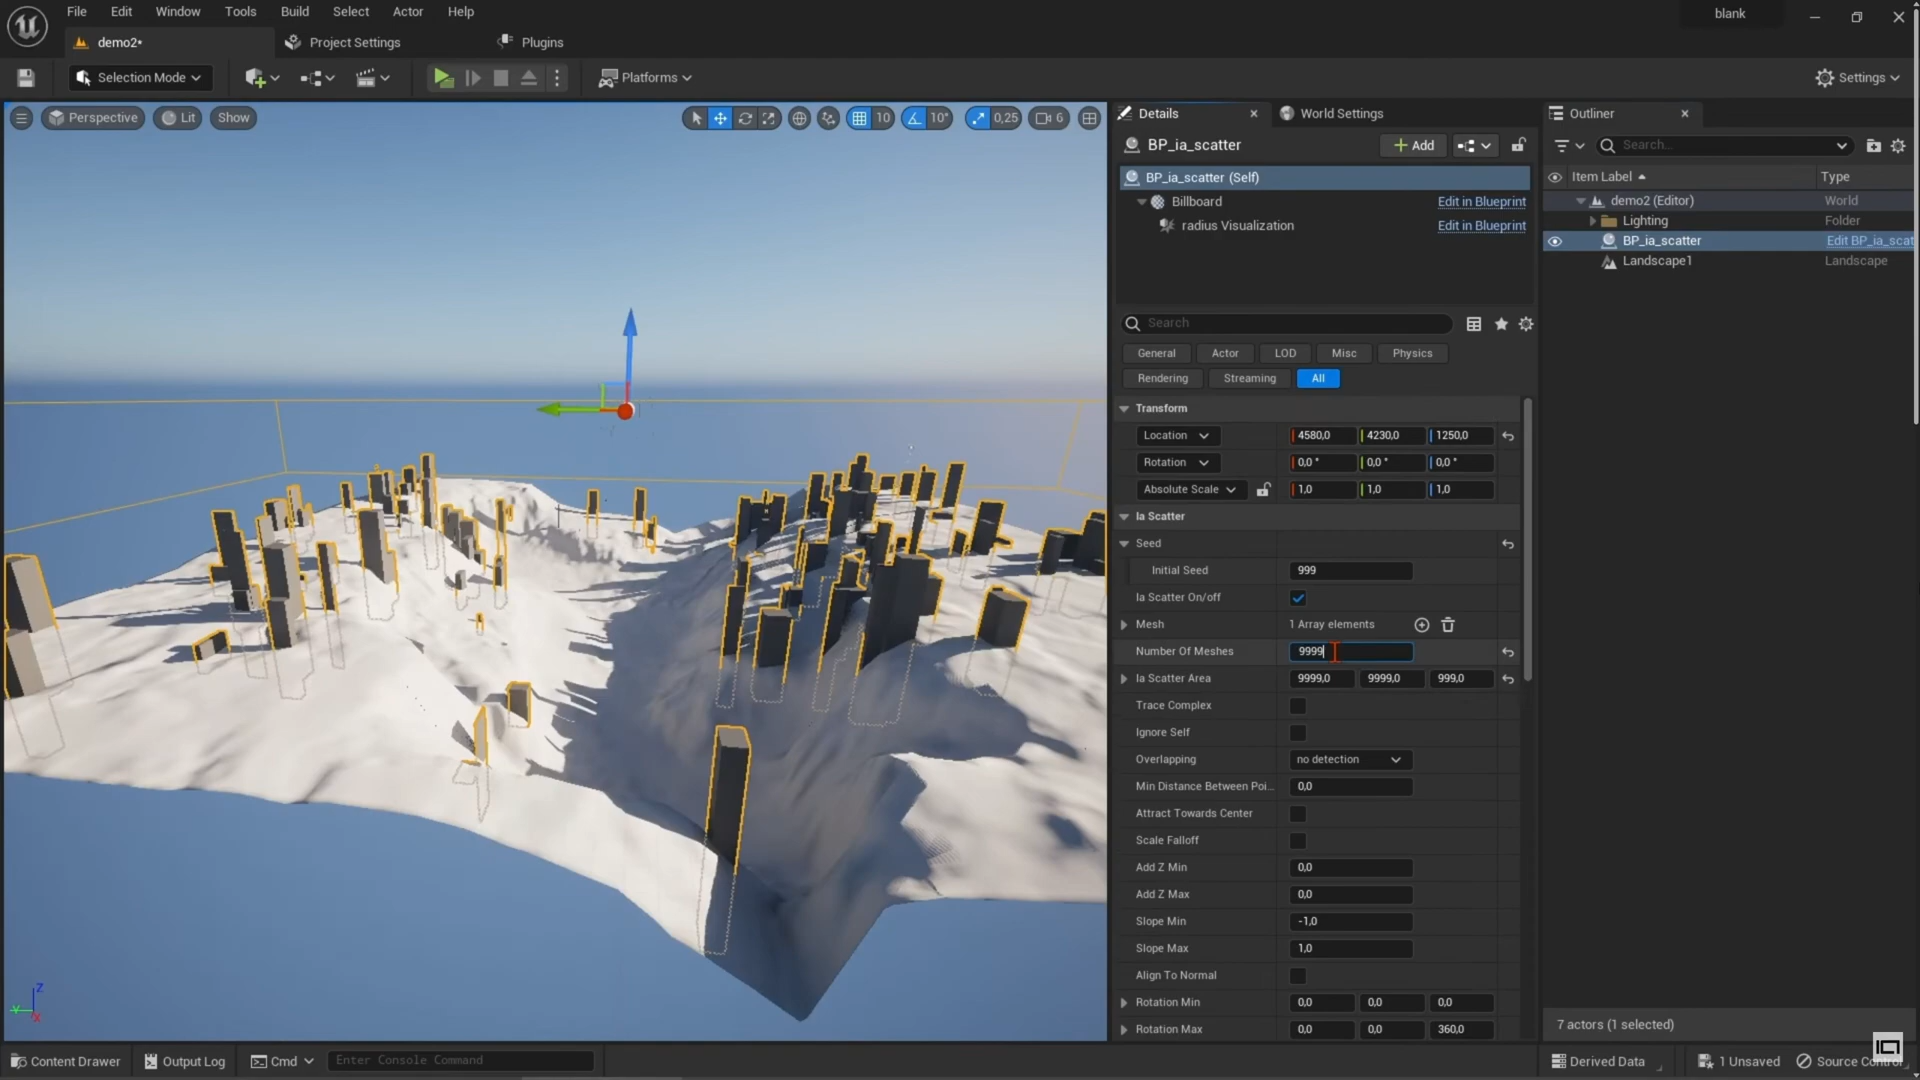 File Edit Window Tools Build Select Actor Help
blank
demo2*
Project Settings
Plugins
Selection Mode
Platforms
Settings
Perspective
Lit
Show
10
10°
0,25
6
Details
World Settings
BP_ia_scatter
Add
BP_ia_scatter (Self)
Billboard
Edit in Blueprint
radius Visualization
Edit in Blueprint
Search
General
Actor
LOD
Misc
Physics
Rendering
Streaming
All
Transform
Location 4580,0 4230,0 1250,0
Rotation 0,0 ° 0,0 ° 0,0 °
Absolute Scale 1,0 1,0 1,0
Ia Scatter
Seed
Initial Seed 999
Ia Scatter On/off
Mesh 1 Array elements
Number Of Meshes 9999
Ia Scatter Area 9999,0 9999,0 999,0
Trace Complex
Ignore Self
Overlapping no detection
Min Distance Between Poi...
0,0
Attract Towards Center
Scale Falloff
Add Z Min 0,0
Add Z Max 0,0
Slope Min -1,0
Slope Max 1,0
Align To Normal
Rotation Min 0,0 0,0 0,0
Rotation Max 0,0 0,0 360,0
Outliner
Search...
Item Label Type
demo2 (Editor) World
Lighting Folder
BP_ia_scatter Edit BP_ia_scat
Landscape1 Landscape
7 actors (1 selected)
Z
Y
X
Content Drawer
Output Log
Cmd
Enter Console Command
Derived Data
1 Unsaved
Source Control